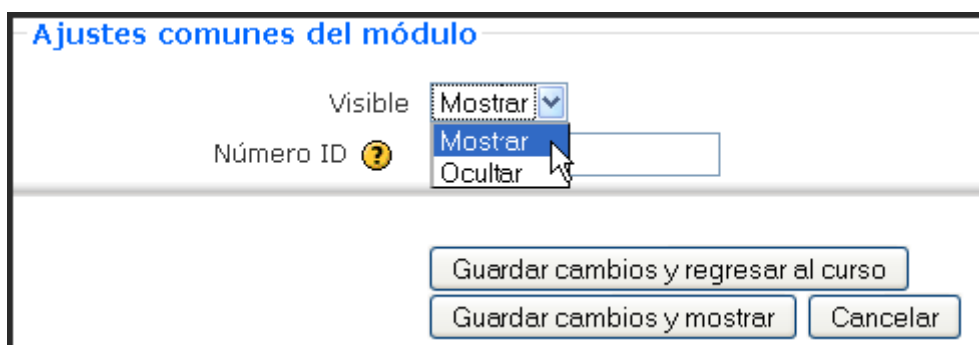 Ajustes comunes del módulo
Visible Mostrar
Mostrar
Número ID ?
Ocultar
Guardar cambios y regresar al curso
Guardar cambios y mostrar Cancelar